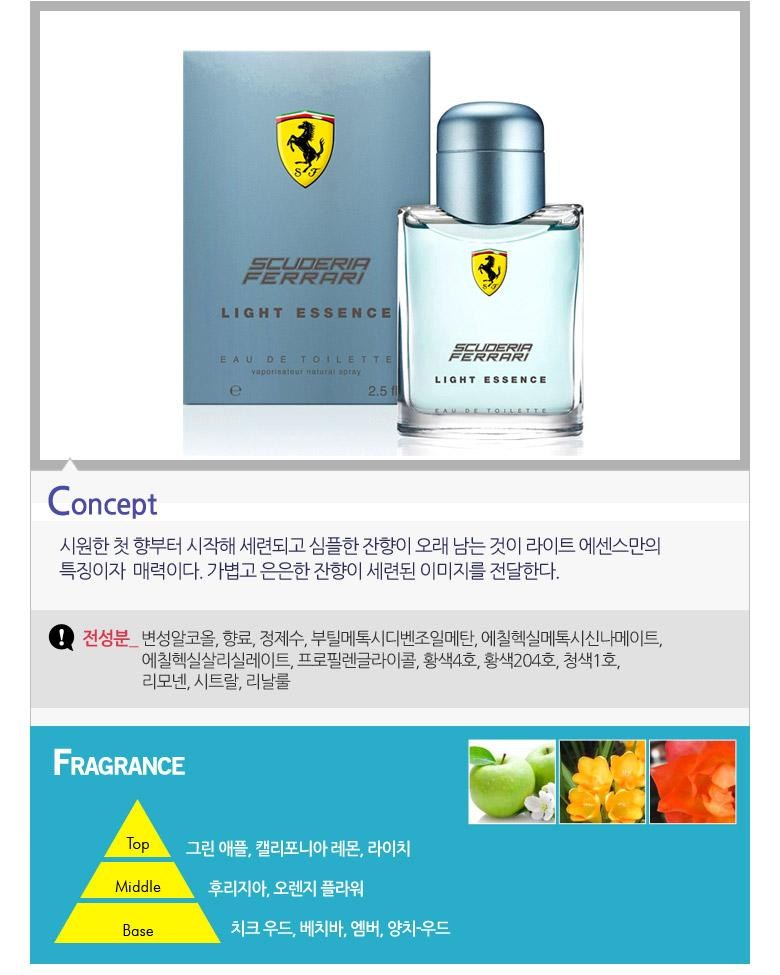 S F
SCUDERIA
FERRARI
LIGHT ESSENCE
EAU DE TOILETTE
vaporisateur natural spray
℮ 2.5 fl
S F
SCUDERIA
FERRARI
LIGHT ESSENCE
EAU DE TOILETTE
Concept
시원한 첫 향부터 시작해 세련되고 심플한 잔향이 오래 남는 것이 라이트 에센스만의
특징이자 매력이다. 가볍고 은은한 잔향이 세련된 이미지를 전달한다.
전성분_ 변성알코올, 향료, 정제수, 부틸메톡시디벤조일메탄, 에칠헥실메톡시신나메이트,
에칠헥실살리실레이트, 프로필렌글라이콜, 황색4호, 황색204호, 청색1호,
리모넨, 시트랄, 리날룰
FRAGRANCE
Top 그린 애플, 캘리포니아 레몬, 라이치
Middle 후리지아, 오렌지 플라워
Base 치크 우드, 베치바, 엠버, 양치-우드